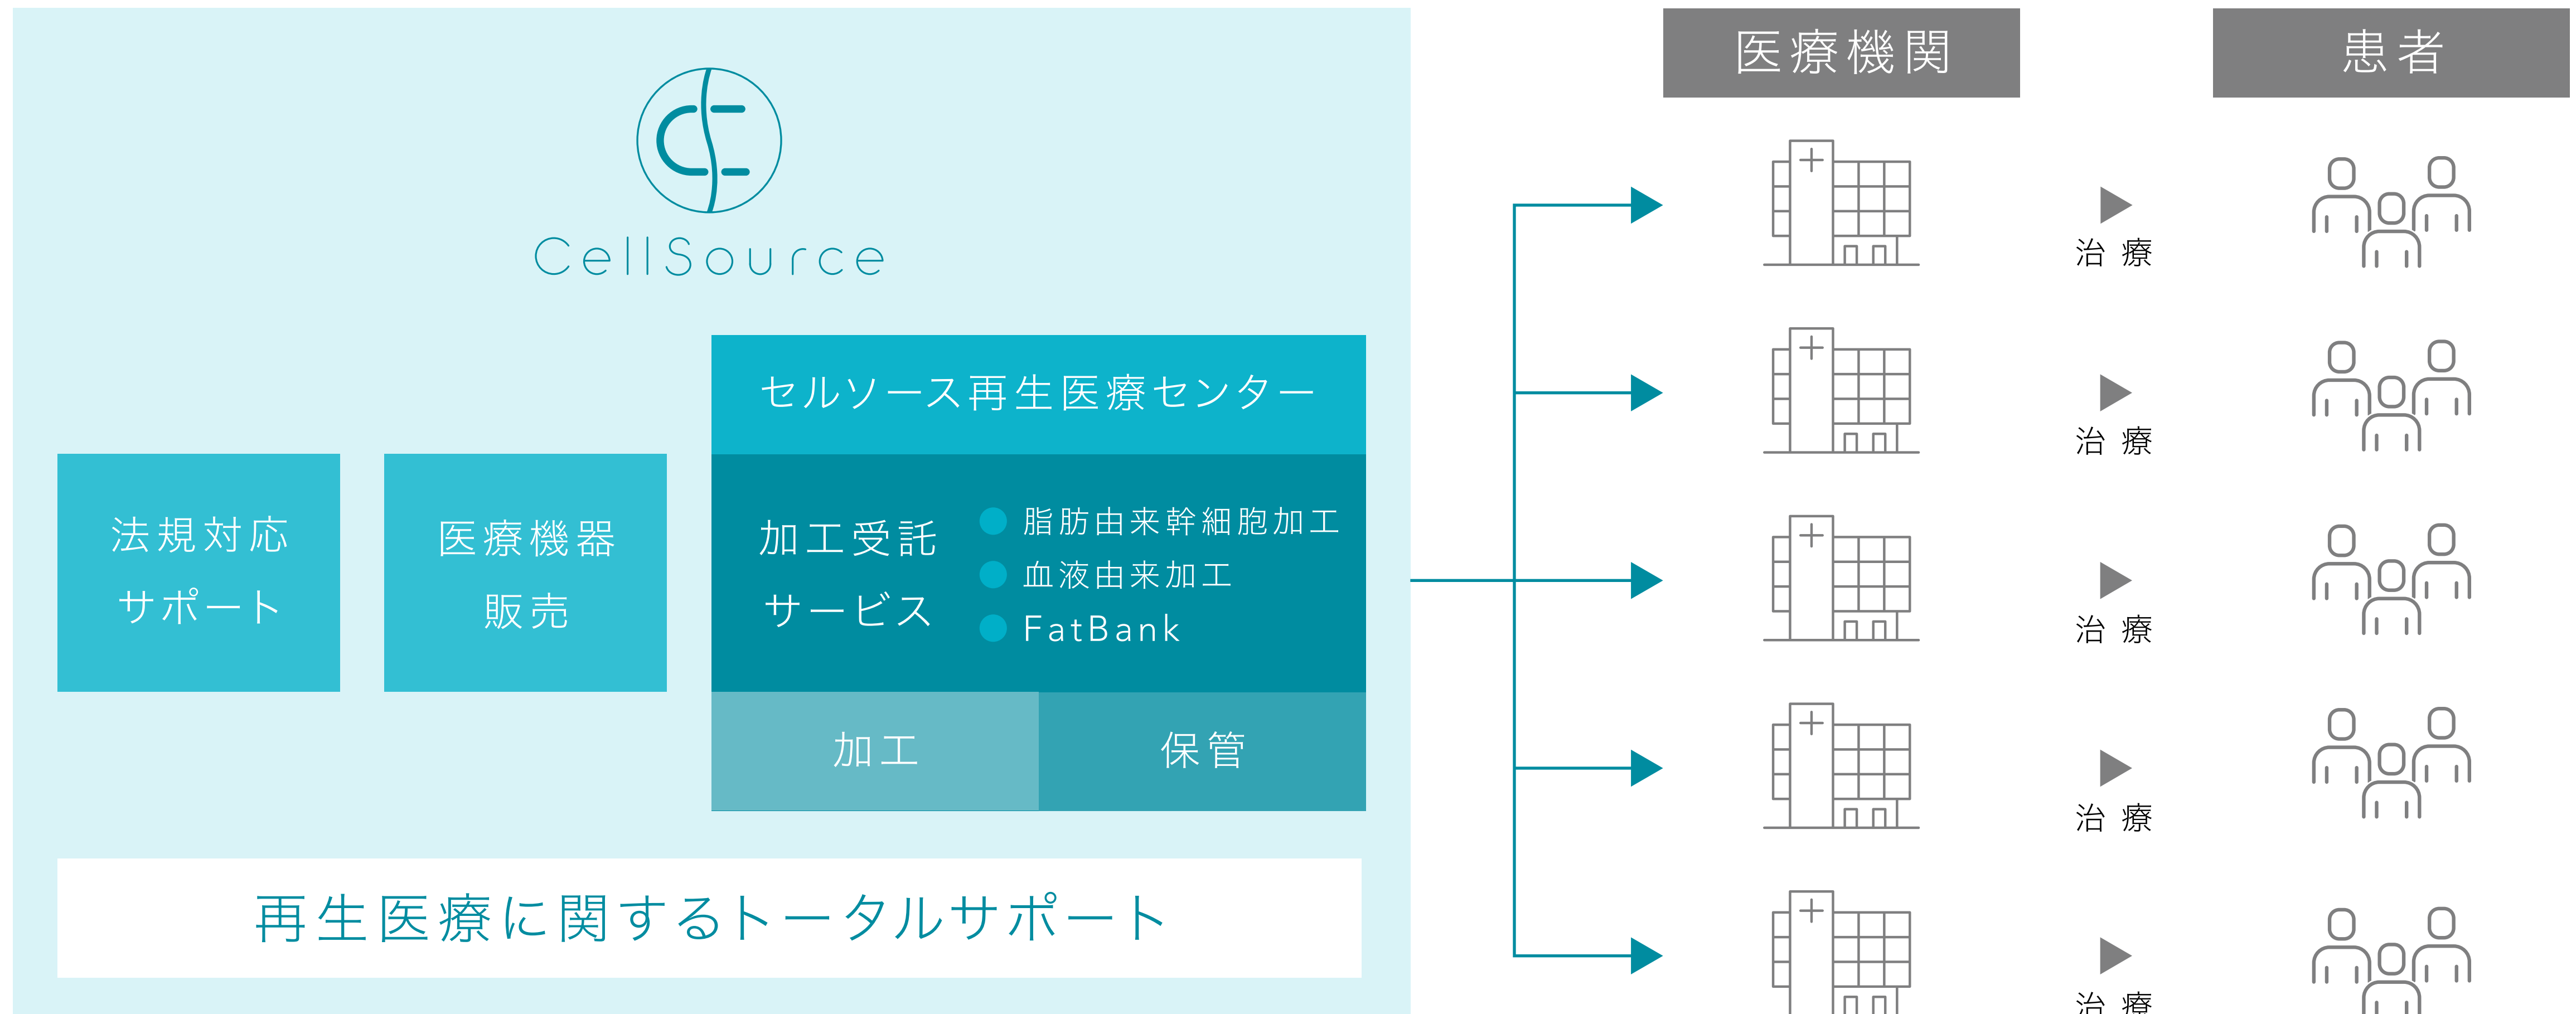 CellSource
法規対応
サポート
医療機器
販売
セルソース再生医療センター
加工受託
サービス
脂肪由来幹細胞加工
血液由来加工
FatBank
加工
保管
再生医療に関するトータルサポート
医療機関
患者
治療
治療
治療
治療
治療